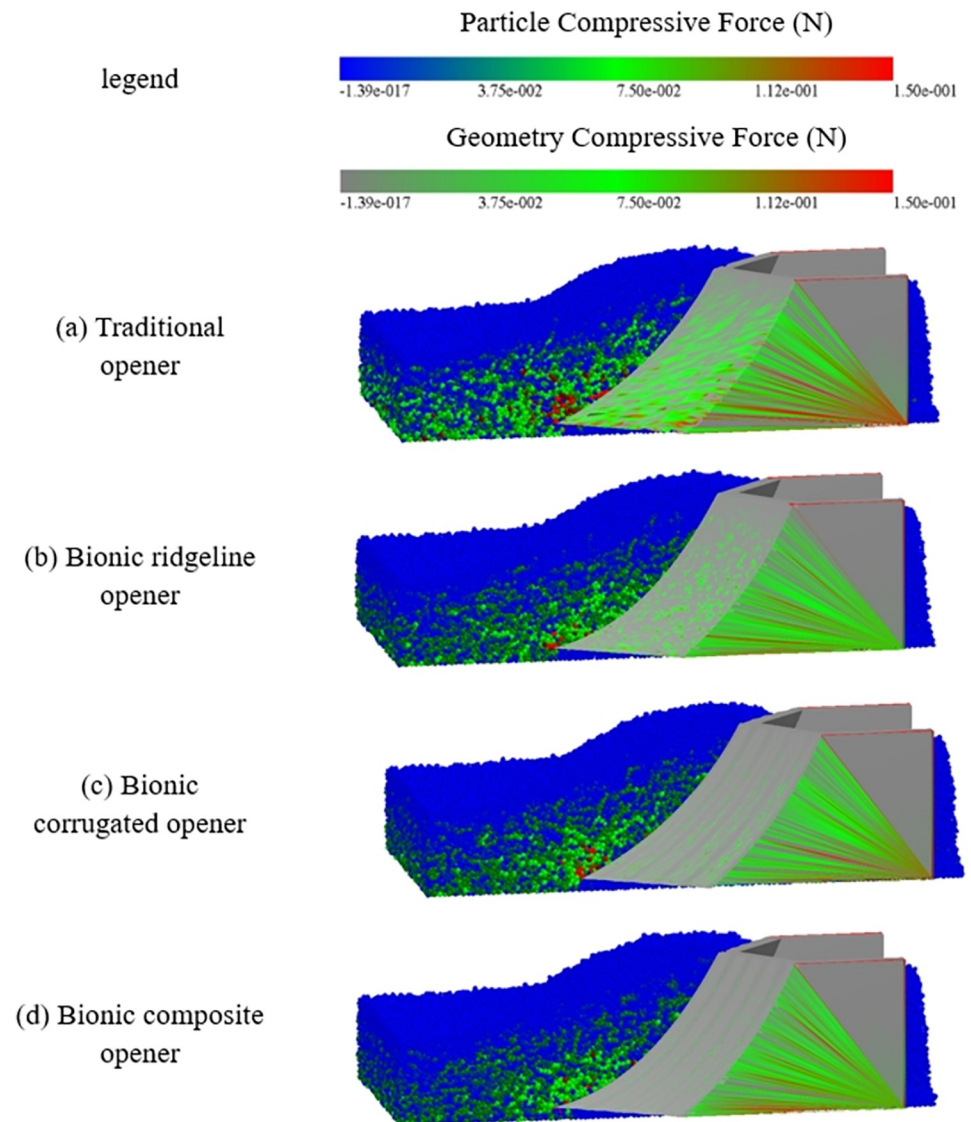 Particle Compressive Force (N)
legend
-1.39e-017 3.75e-002 7.50e-002 1.12e-001 1.50e-001
Geometry Compressive Force (N)
-1.39e-017 3.75e-002 7.50e-002 1.12e-001 1.50e-001
(a) Traditional
opener
(b) Bionic ridgeline
opener
(c) Bionic
corrugated opener
(d) Bionic composite
opener